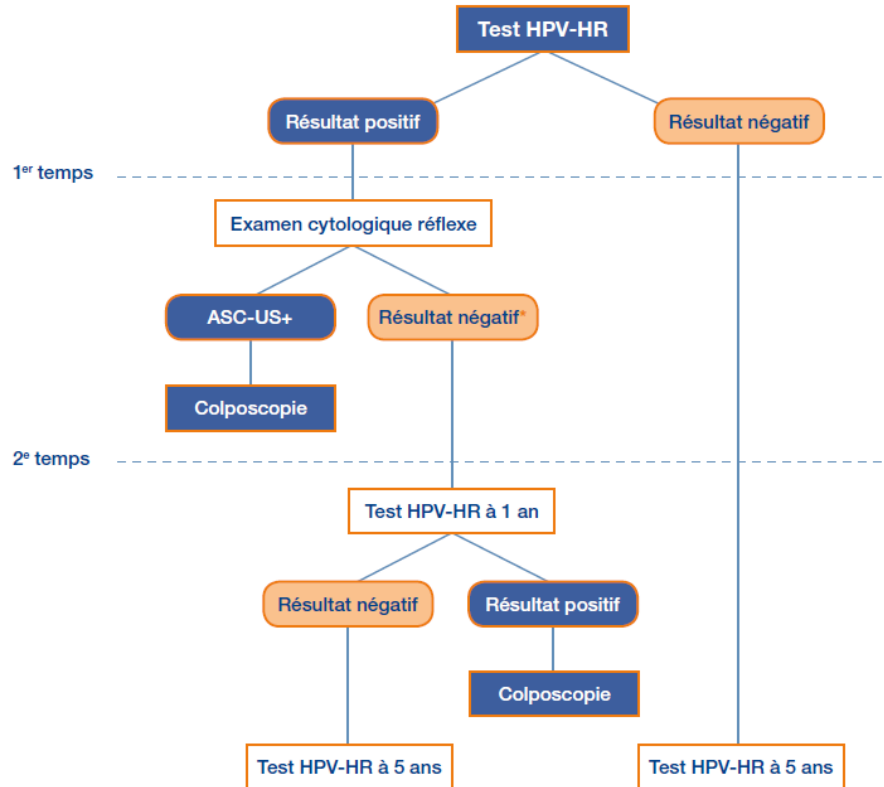 Test HPV-HR
Résultat positif
Résultat négatif
1er temps
Examen cytologique réflexe
ASC-US+
Résultat négatif*
Colposcopie
2e temps
Test HPV-HR à 1 an
Résultat négatif
Résultat positif
Colposcopie
Test HPV-HR à 5 ans
Test HPV-HR à 5 ans